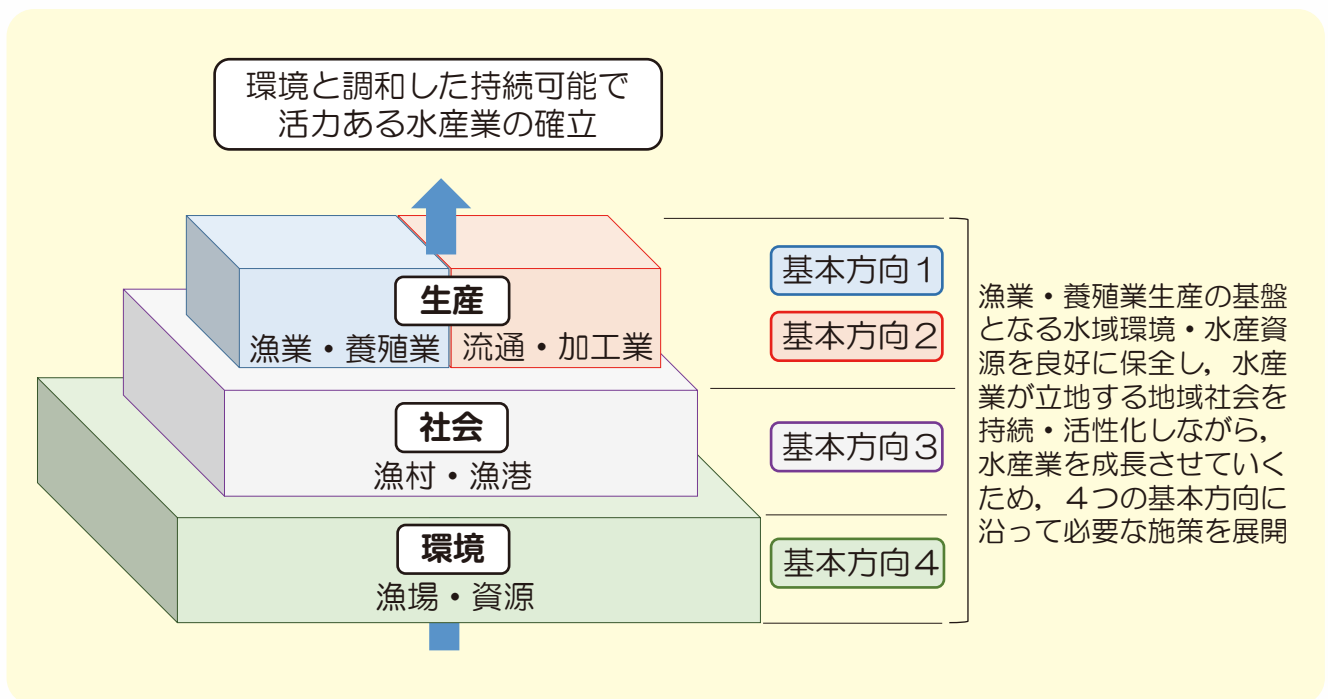 環境と調和した持続可能で
活力ある水産業の確立
生産
漁業・養殖業
流通・加工業
社会
漁村・漁港
環境
漁場・資源
基本方向1
基本方向2
基本方向3
基本方向4
漁業・養殖業生産の基盤
となる水域環境・水産資
源を良好に保全し,水産
業が立地する地域社会を
持続・活性化しながら,
水産業を成長させていく
ため,4つの基本方向に
沿って必要な施策を展開